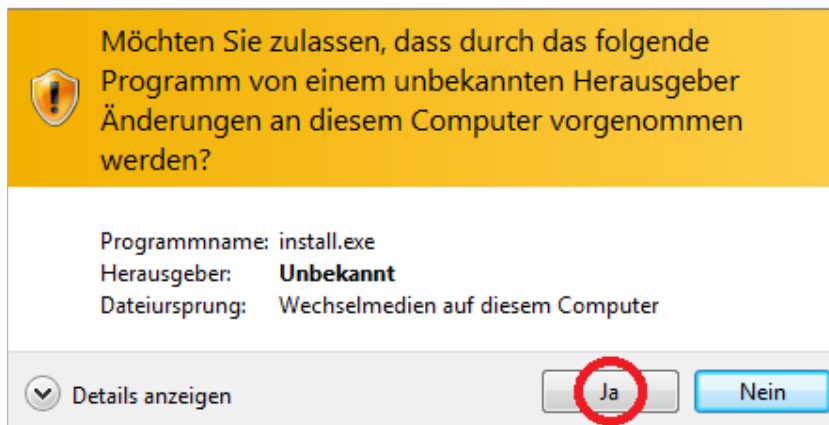 Möchten Sie zulassen, dass durch das folgende
Programm von einem unbekannten Herausgeber
Änderungen an diesem Computer vorgenommen
werden?
Programmname: install.exe
Herausgeber: Unbekannt
Dateiursprung: Wechselmedien auf diesem Computer
Details anzeigen Ja Nein